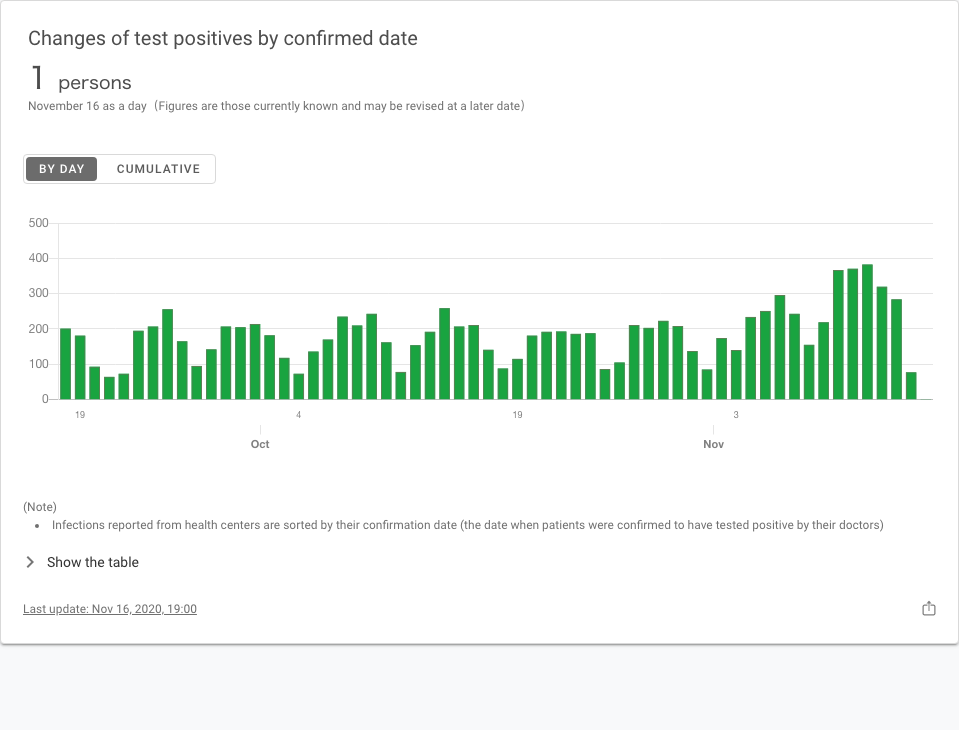 Changes of test positives by confirmed date
1 persons
November 16 as a day（Figures are those currently known and may be revised at a later date）
BY DAY CUMULATIVE
500
400
300
200
100
0
19 4 19 3
Oct Nov
(Note)
• Infections reported from health centers are sorted by their confirmation date (the date when patients were confirmed to have tested positive by their doctors)
Show the table
Last update: Nov 16, 2020, 19:00